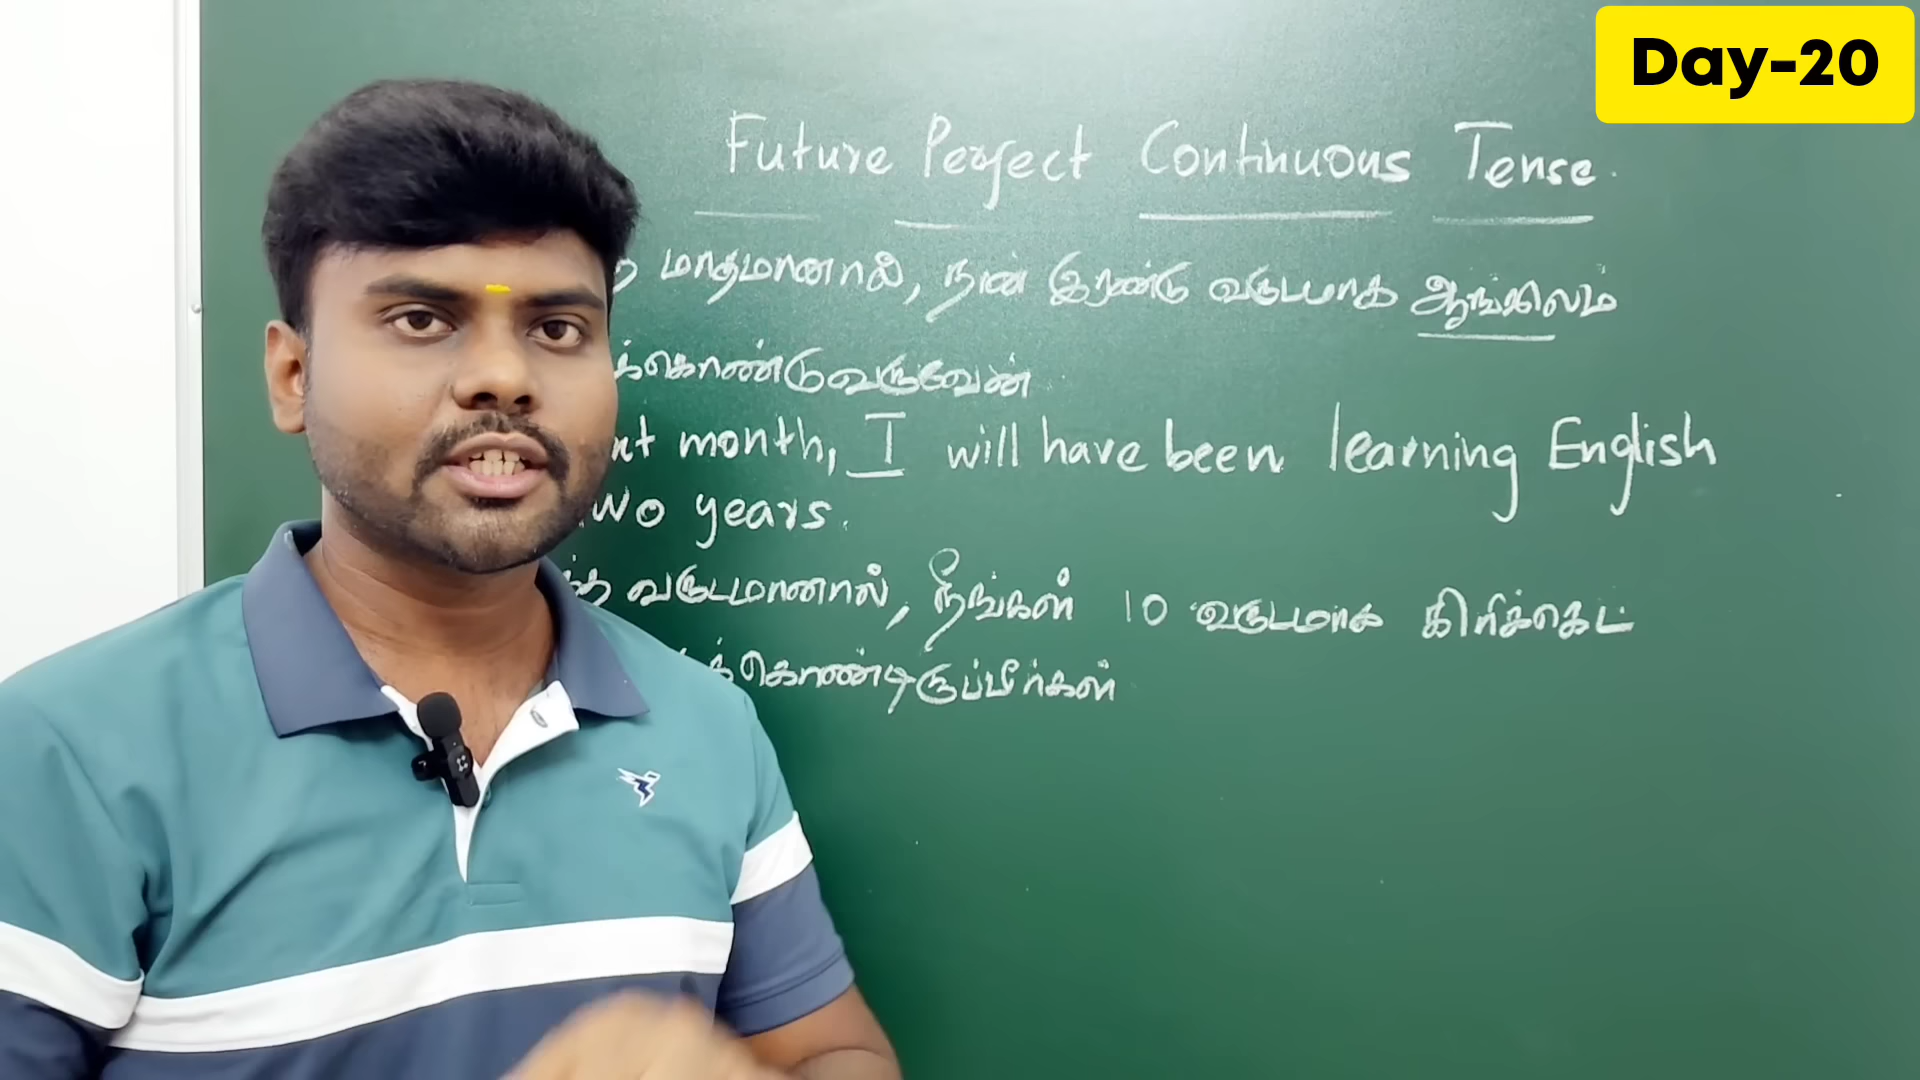 Day-20
Future Perfect Continuous Tense.
மாதமானால், நான் இரண்டு வருடமாக ஆங்கிலம்
க்கொண்டுவருவேன்
month, I will have been learning English
years.
வருடமானால், நீங்கள் 10 வருடமாக கிரிக்கெட்
க்கொண்டிருப்பீர்கள்